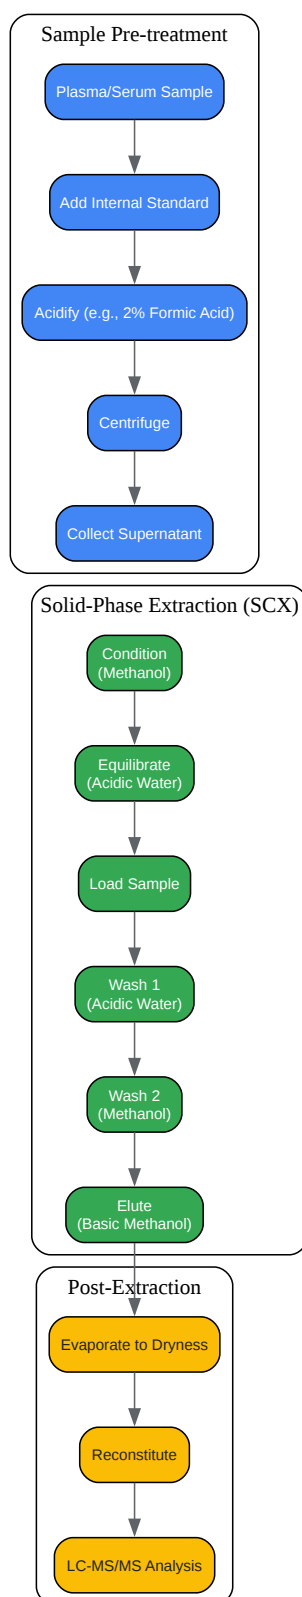 Sample Pre-treatment
Plasma/Serum Sample
Add Internal Standard
Acidify (e.g., 2% Formic Acid)
Centrifuge
Collect Supernatant
Solid-Phase Extraction (SCX)
Condition
(Methanol)
Equilibrate
(Acidic Water)
Load Sample
Wash 1
(Acidic Water)
Wash 2
(Methanol)
Elute
(Basic Methanol)
Post-Extraction
Evaporate to Dryness
Reconstitute
LC-MS/MS Analysis